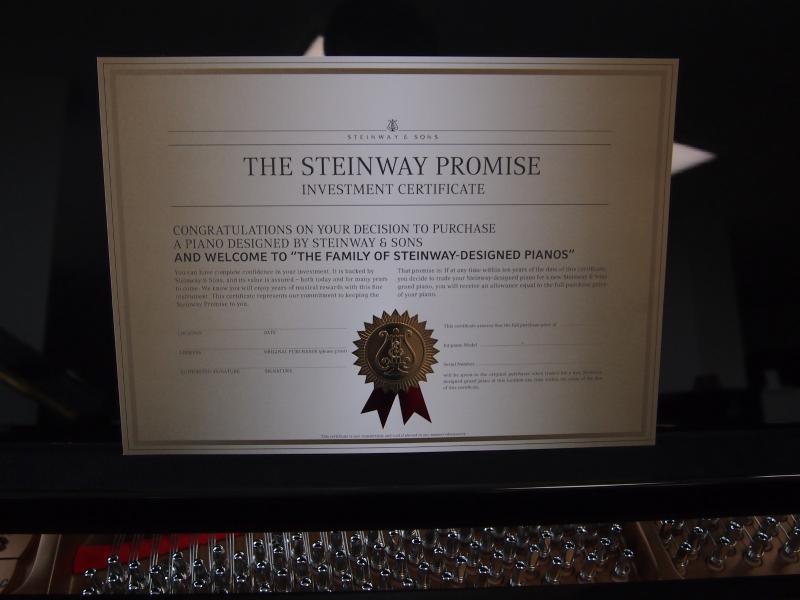 STEINWAY & SONS
THE STEINWAY PROMISE
INVESTMENT CERTIFICATE
CONGRATULATIONS ON YOUR DECISION TO PURCHASE
A PIANO DESIGNED BY STEINWAY & SONS
AND WELCOME TO "THE FAMILY OF STEINWAY-DESIGNED PIANOS"
You can have complete confidence in your investment. It is backed by
Steinway & Sons, and its value is assured – both today and for many years
to come. We know you will enjoy years of musical rewards with this fine
instrument. This certificate represents our commitment to keeping the
Steinway Promise to you.
That promise is: If at any time within ten years of the date of this certificate,
you decide to trade your Steinway-designed piano for a new Steinway & Sons
grand piano, you will receive an allowance equal to the full purchase price
of your piano.
DATE
ADDRESS
ORIGINAL PURCHASER (please print)
AUTHORIZED SIGNATURE
SIGNATURE
This certificate assures that the full purchase price of
for piano Model
Serial Number
will be given to the original purchaser when traded for a new Steinway-
designed grand piano at this location any time within ten years of the date
of this certificate.
This certificate is non-transferable and void if altered in any manner whatsoever.